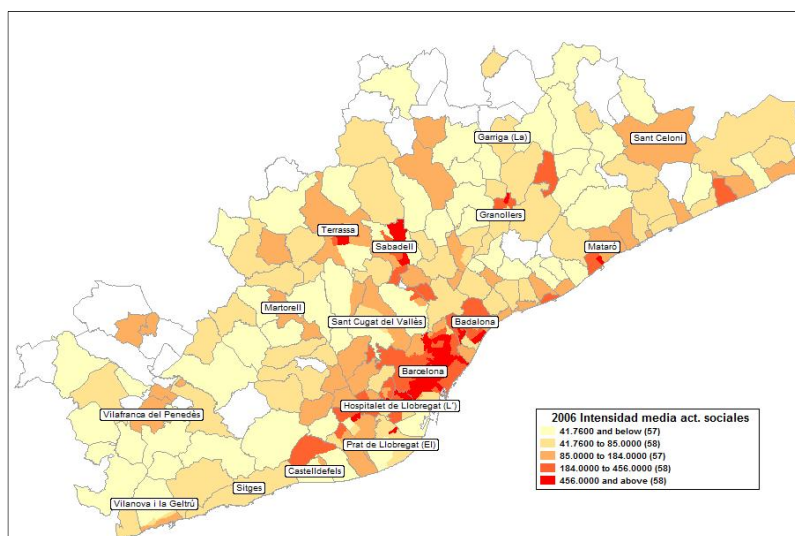 Garriga (La)
Sant Celoni
Granollers
Terrassa
Sabadell
Mataró
Martorell
Sant Cugat del Vallès
Badalona
Barcelona
Vilafranca del Penedès
Hospitalet de Llobregat (L')
Prat de Llobregat (El)
Castelldefels
Sitges
Vilanova i la Geltrú
2006 Intensidad media act. sociales
41.7600 and below (57)
41.7600 to 85.0000 (58)
85.0000 to 184.0000 (57)
184.0000 to 456.0000 (58)
456.0000 and above (58)